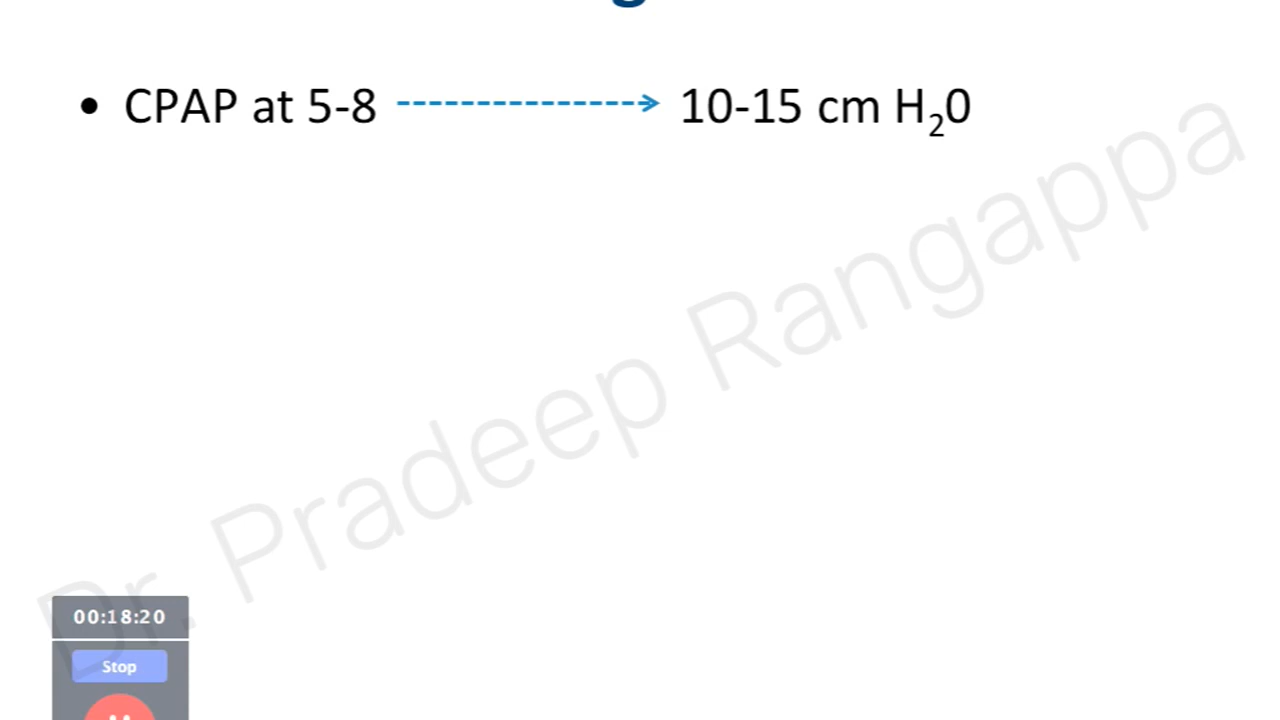 • CPAP at 5-8 10-15 cm H₂0
Dr. Pradeep Rangappa
00:18:20
Stop